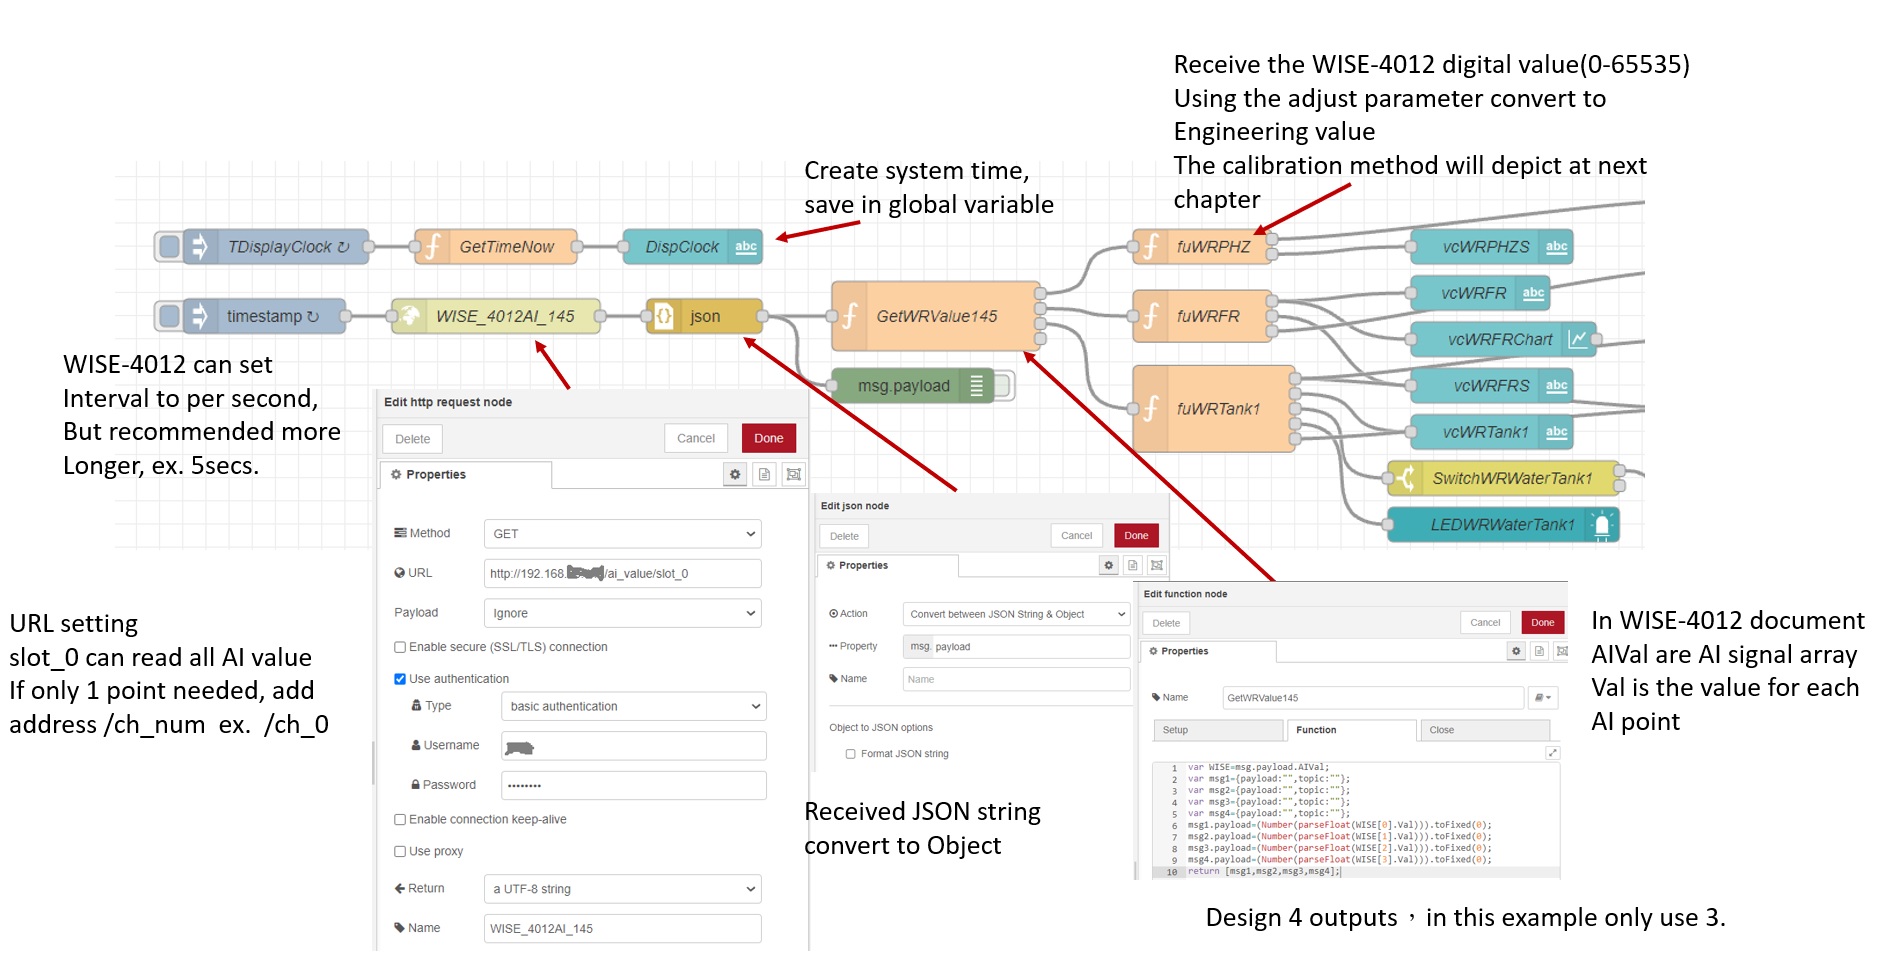 Receive the WISE-4012 digital value(0-65535)
Using the adjust parameter convert to
Engineering value
The calibration method will depict at next
chapter
Create system time,
save in global variable
TDisplayClock ↻
GetTimeNow
DispClock
abc
fuWRPHZ
vcWRPHZS
abc
vcWRFR
abc
timestamp ↻
WISE_4012AI_145
json
GetWRValue145
fuWRFR
vcWRFRChart
msg.payload
vcWRFRS
abc
fuWRTank1
vcWRTank1
abc
SwitchWRWaterTank1
LEDWRWaterTank1
WISE-4012 can set
Interval to per second,
But recommended more
Longer, ex. 5secs.
Edit http request node
Delete
Cancel
Done
Properties
Method
GET
URL
http://192.168.
/ai_value/slot_0
Payload
Ignore
Enable secure (SSL/TLS) connection
Use authentication
Type
basic authentication
Username
Password
••••••••
Enable connection keep-alive
Use proxy
Return
a UTF-8 string
Name
WISE_4012AI_145
URL setting
slot_0 can read all AI value
If only 1 point needed, add
address /ch_num  ex.  /ch_0
Edit json node
Delete
Cancel
Done
Properties
Action
Convert between JSON String & Object
Property
msg. payload
Name
Name
Object to JSON options
Format JSON string
Received JSON string
convert to Object
Edit function node
Delete
Cancel
Done
Properties
Name
GetWRValue145
Setup
Function
Close
1 var WISE=msg.payload.AIVal;
2 var msg1={payload:"",topic:""};
3 var msg2={payload:"",topic:""};
4 var msg3={payload:"",topic:""};
5 var msg4={payload:"",topic:""};
6 msg1.payload=(Number(parseFloat(WISE[0].Val))).toFixed(0);
7 msg2.payload=(Number(parseFloat(WISE[1].Val))).toFixed(0);
8 msg3.payload=(Number(parseFloat(WISE[2].Val))).toFixed(0);
9 msg4.payload=(Number(parseFloat(WISE[3].Val))).toFixed(0);
10 return [msg1,msg2,msg3,msg4];
In WISE-4012 document
AIVal are AI signal array
Val is the value for each
AI point
Design 4 outputs，in this example only use 3.